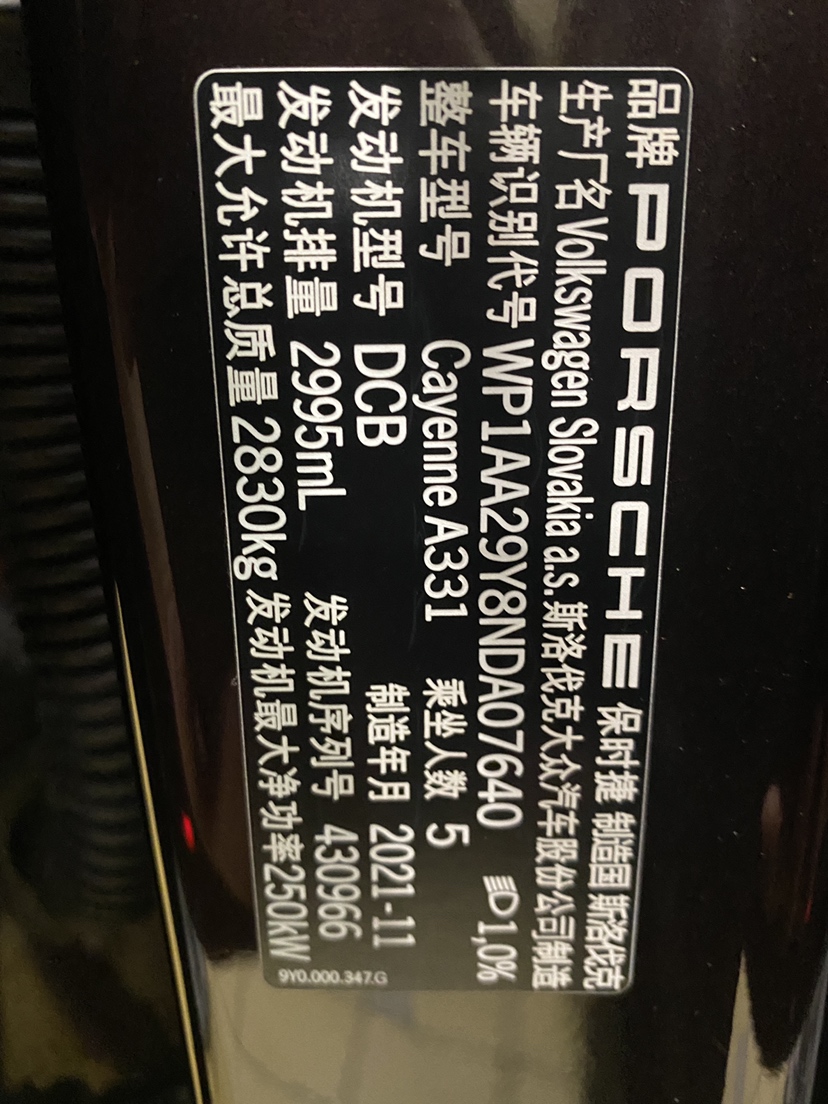 品牌 PORSCHE 保时捷 制造国 斯洛伐克
生产厂名 Volkswagen Slovakia a.s. 斯洛伐克大众汽车股份公司制造
车辆识别代号 WP1AA29Y8NDA07640 1,0%
整车型号 Cayenne A331 乘坐人数 5
发动机型号 DCB 制造年月 2021-11
发动机排量 2995mL 发动机序列号 430966
最大允许总质量 2830kg 发动机最大净功率250kW
9Y0.000.347.G